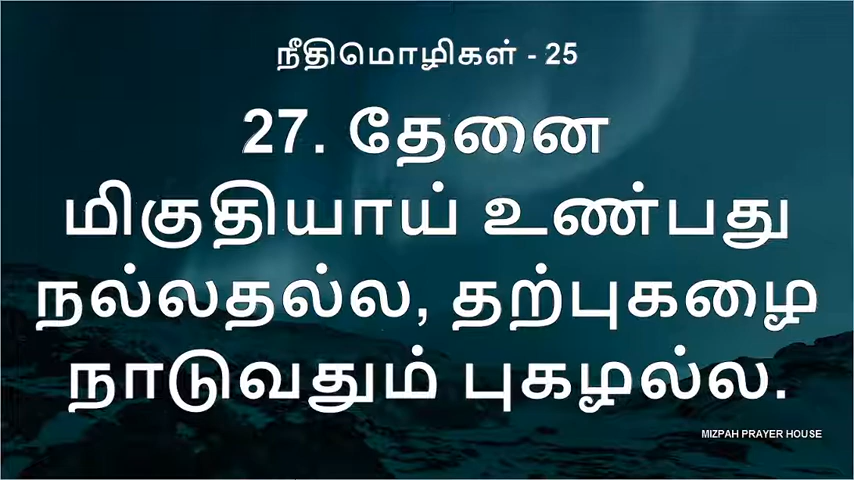 நீதிமொழிகள் - 25
27. தேனை
மிகுதியாய் உண்பது
நல்லதல்ல, தற்புகழை
நாடுவதும் புகழல்ல.
MIZPAH PRAYER HOUSE